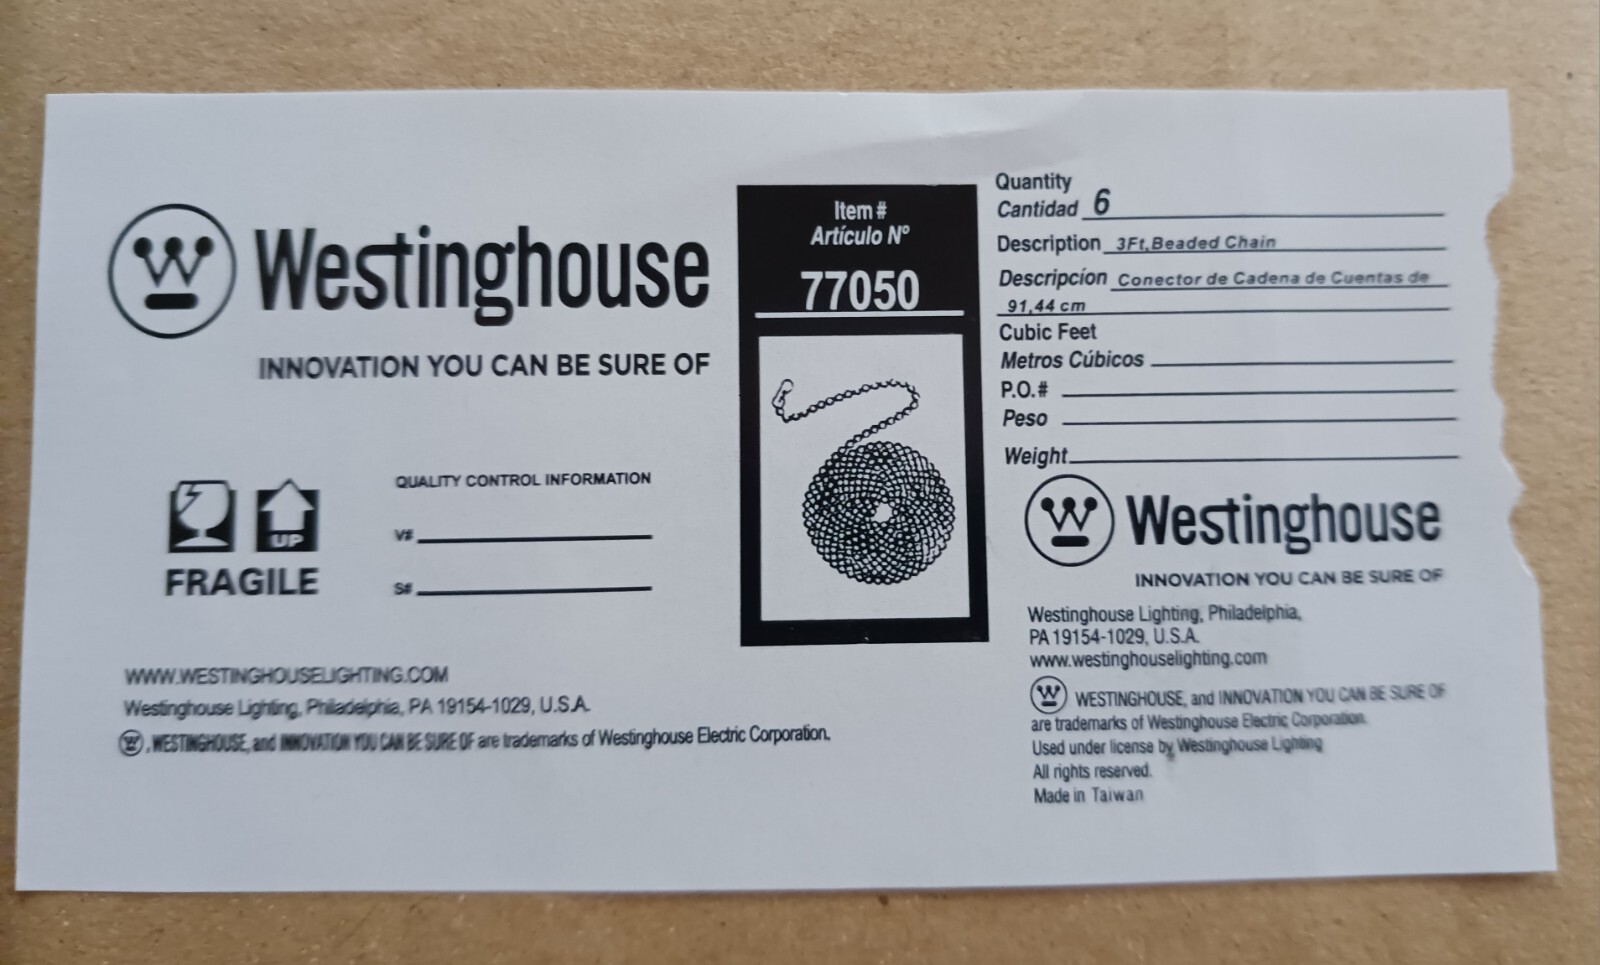 Westinghouse
INNOVATION YOU CAN BE SURE OF
UP
FRAGILE
QUALITY CONTROL INFORMATION
V#
S#
WWW.WESTINGHOUSELIGHTING.COM
Westinghouse Lighting, Philadelphia, PA 19154-1029, U.S.A.
W, WESTINGHOUSE, and INNOVATION YOU CAN BE SURE OF are trademarks of Westinghouse Electric Corporation.
Item #
Artículo Nº
77050
Quantity
Cantidad 6
Description 3Ft.Beaded Chain
Descripcíon Conector de Cadena de Cuentas de
91,44 cm
Cubic Feet
Metros Cúbicos
P.O.#
Peso
Weight
W Westinghouse
INNOVATION YOU CAN BE SURE OF
Westinghouse Lighting, Philadelphia,
PA 19154-1029, U.S.A.
www.westinghouselighting.com
W WESTINGHOUSE, and INNOVATION YOU CAN BE SURE OF
are trademarks of Westinghouse Electric Corporation.
Used under license by Westinghouse Lighting
All rights reserved.
Made in Taiwan